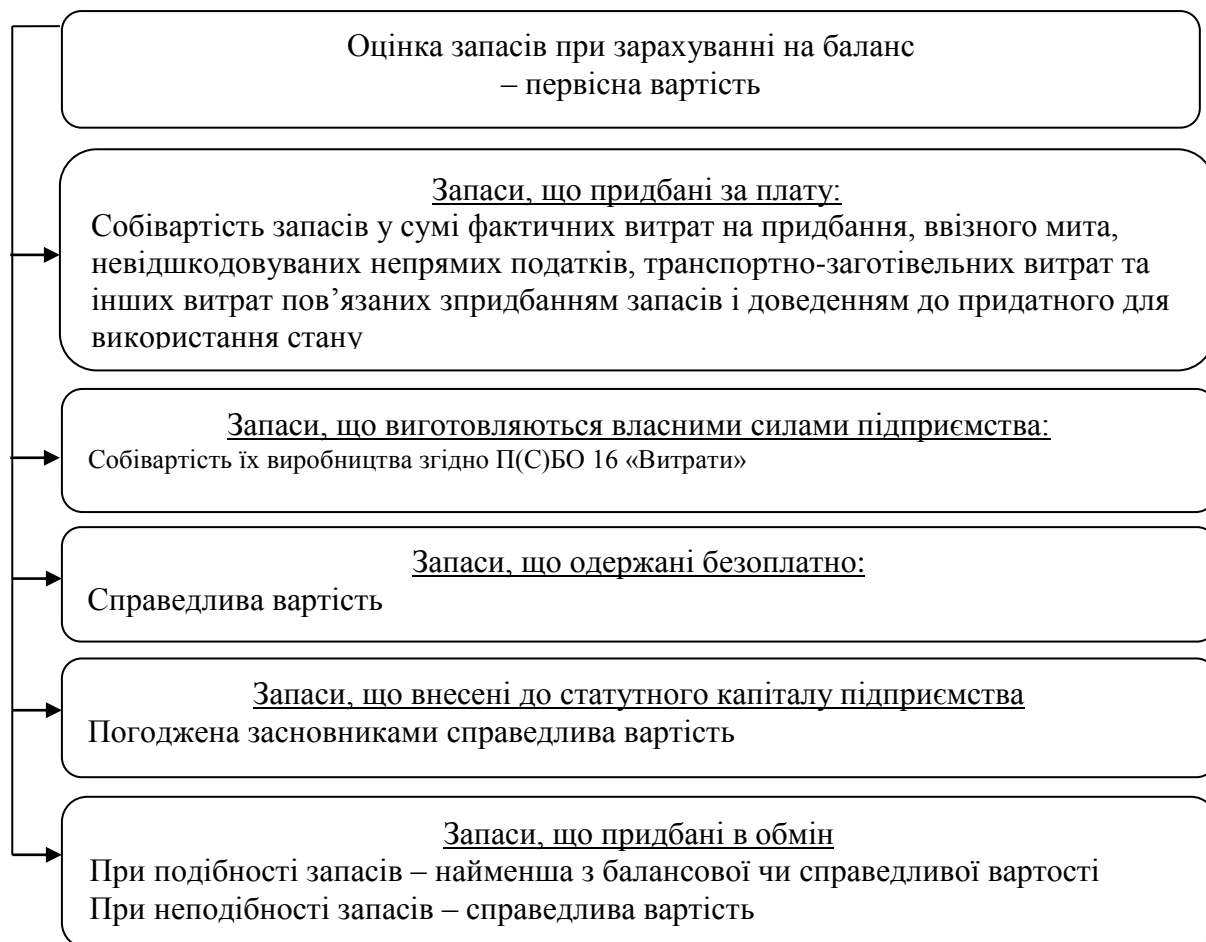 Оцінка запасів при зарахуванні на баланс
– первісна вартість
Запаси, що придбані за плату:
Собівартість запасів у сумі фактичних витрат на придбання, ввізного мита,
невідшкодовуваних непрямих податків, транспортно-заготівельних витрат та
інших витрат пов’язаних зпридбанням запасів і доведенням до придатного для
використання стану
Запаси, що виготовляються власними силами підприємства:
Собівартість їх виробництва згідно П(С)БО 16 «Витрати»
Запаси, що одержані безоплатно:
Справедлива вартість
Запаси, що внесені до статутного капіталу підприємства
Погоджена засновниками справедлива вартість
Запаси, що придбані в обмін
При подібності запасів – найменша з балансової чи справедливої вартості
При неподібності запасів – справедлива вартість